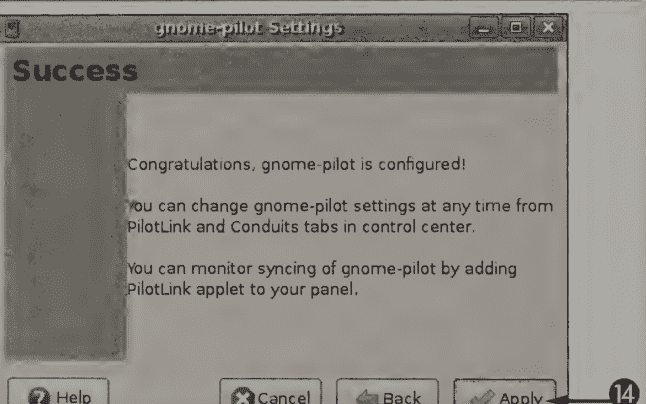 gnome-pilot Settings
Success
Congratulations, gnome-pilot is configured!
You can change gnome-pilot settings at any time from
PilotLink and Conduits tabs in control center.
You can monitor syncing of gnome-pilot by adding
PilotLink applet to your panel.
Help Cancel Back Apply 14